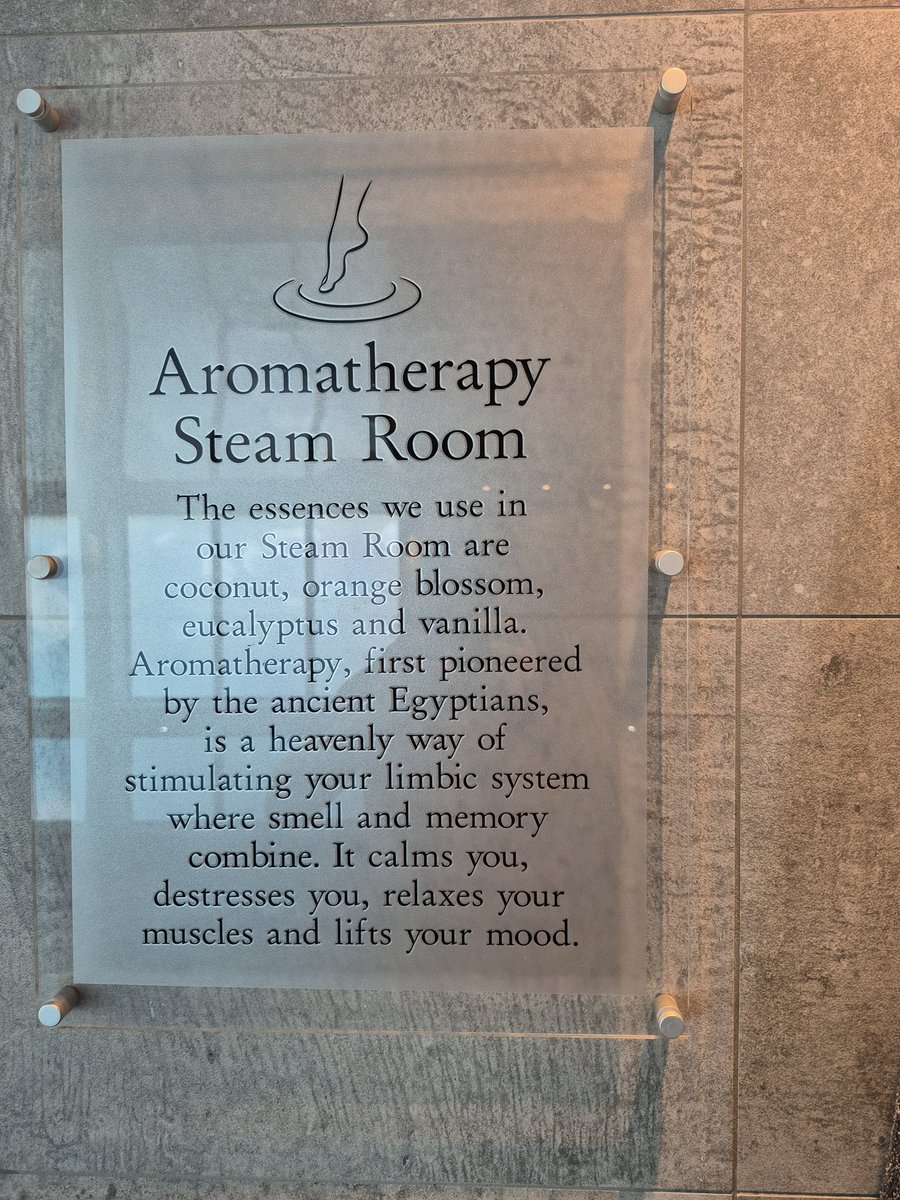 Aromatherapy
Steam Room
The essences we use in
our Steam Room are
coconut, orange blossom,
eucalyptus and vanilla.
Aromatherapy, first pioneered
by the ancient Egyptians,
is a heavenly way of
stimulating your limbic system
where smell and memory
combine. It calms you,
destresses you, relaxes your
muscles and lifts your mood.